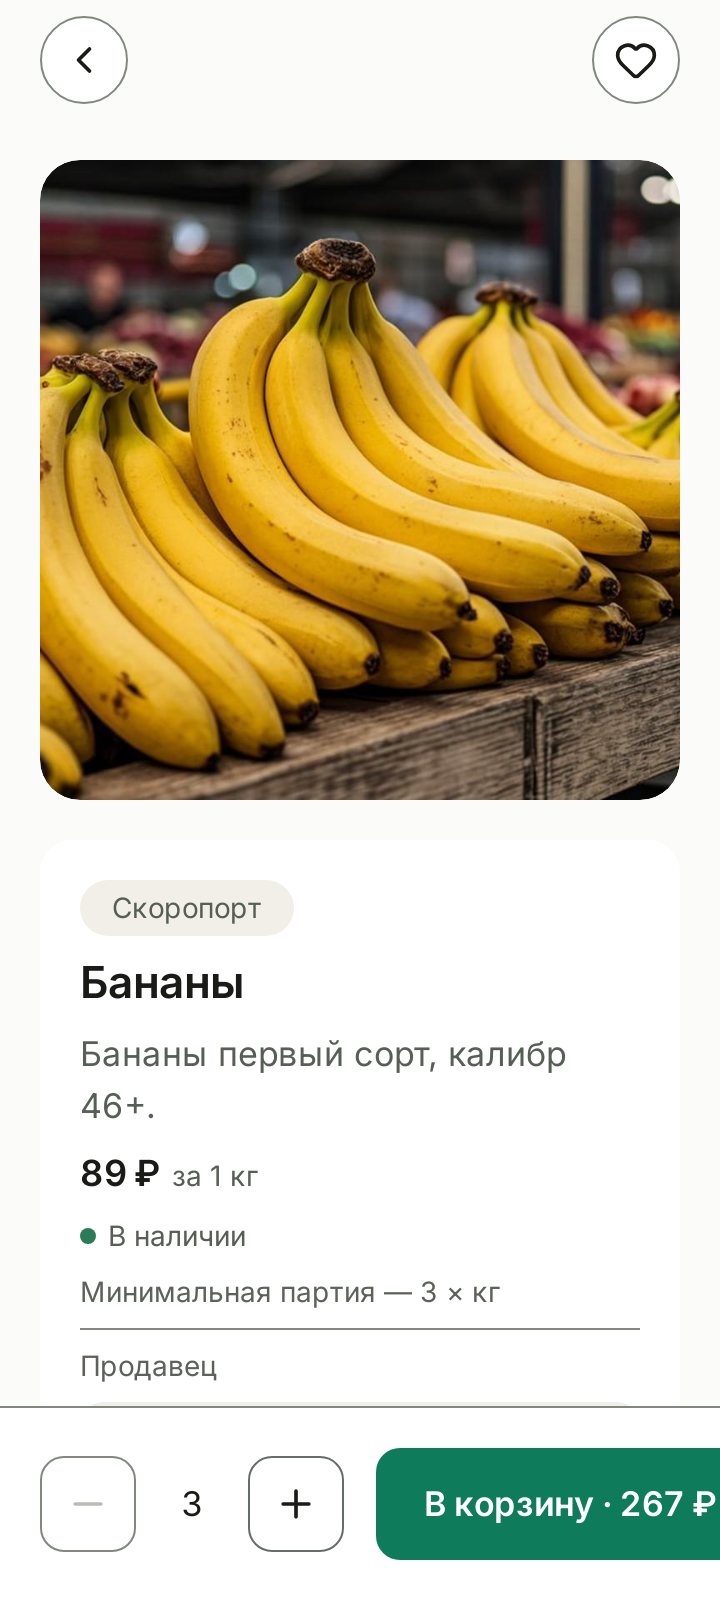 Скоропорт
Бананы
Бананы первый сорт, калибр
46+.
89 ₽ за 1 кг
В наличии
Минимальная партия — 3 × кг
Продавец
3
В корзину · 267 ₽